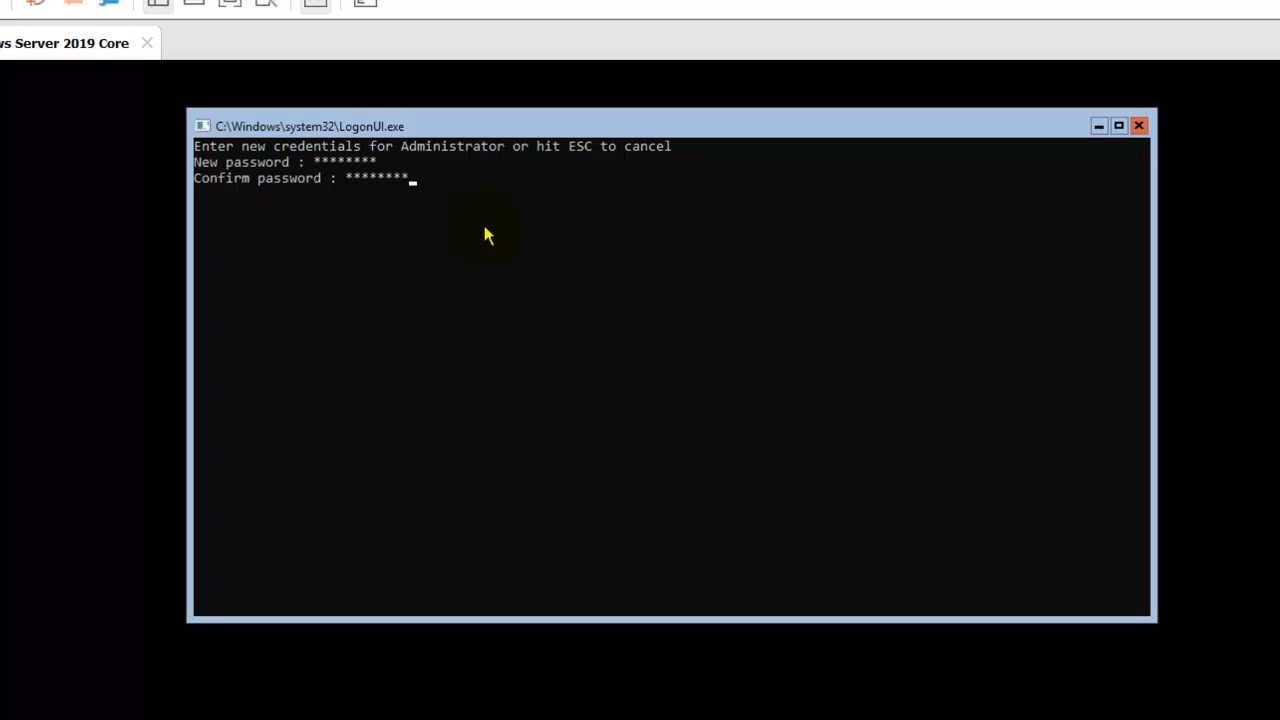 ws Server 2019 Core
C:\Windows\system32\LogonUI.exe
Enter new credentials for Administrator or hit ESC to cancel
New password : ********
Confirm password : ********